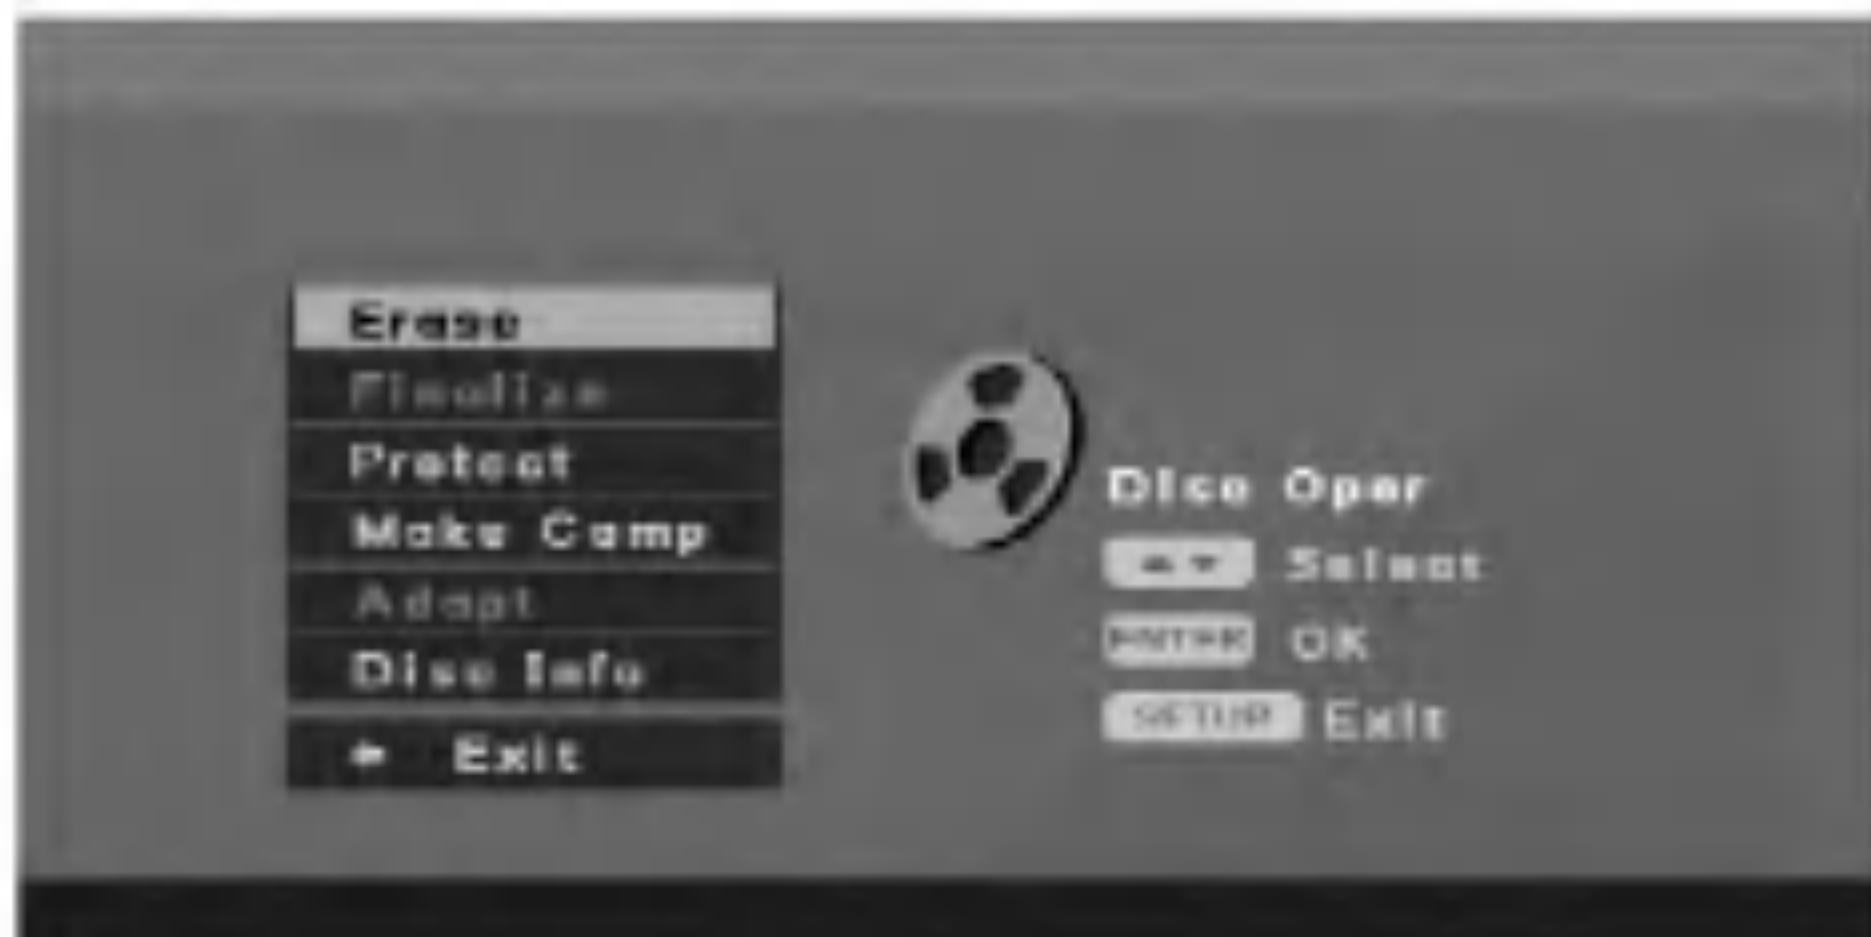 Erase
Finalize
Protect
Make Comp
Adapt
Disc Info
Exit
Disc Oper
Select
ENTER OK
SETUP Exit